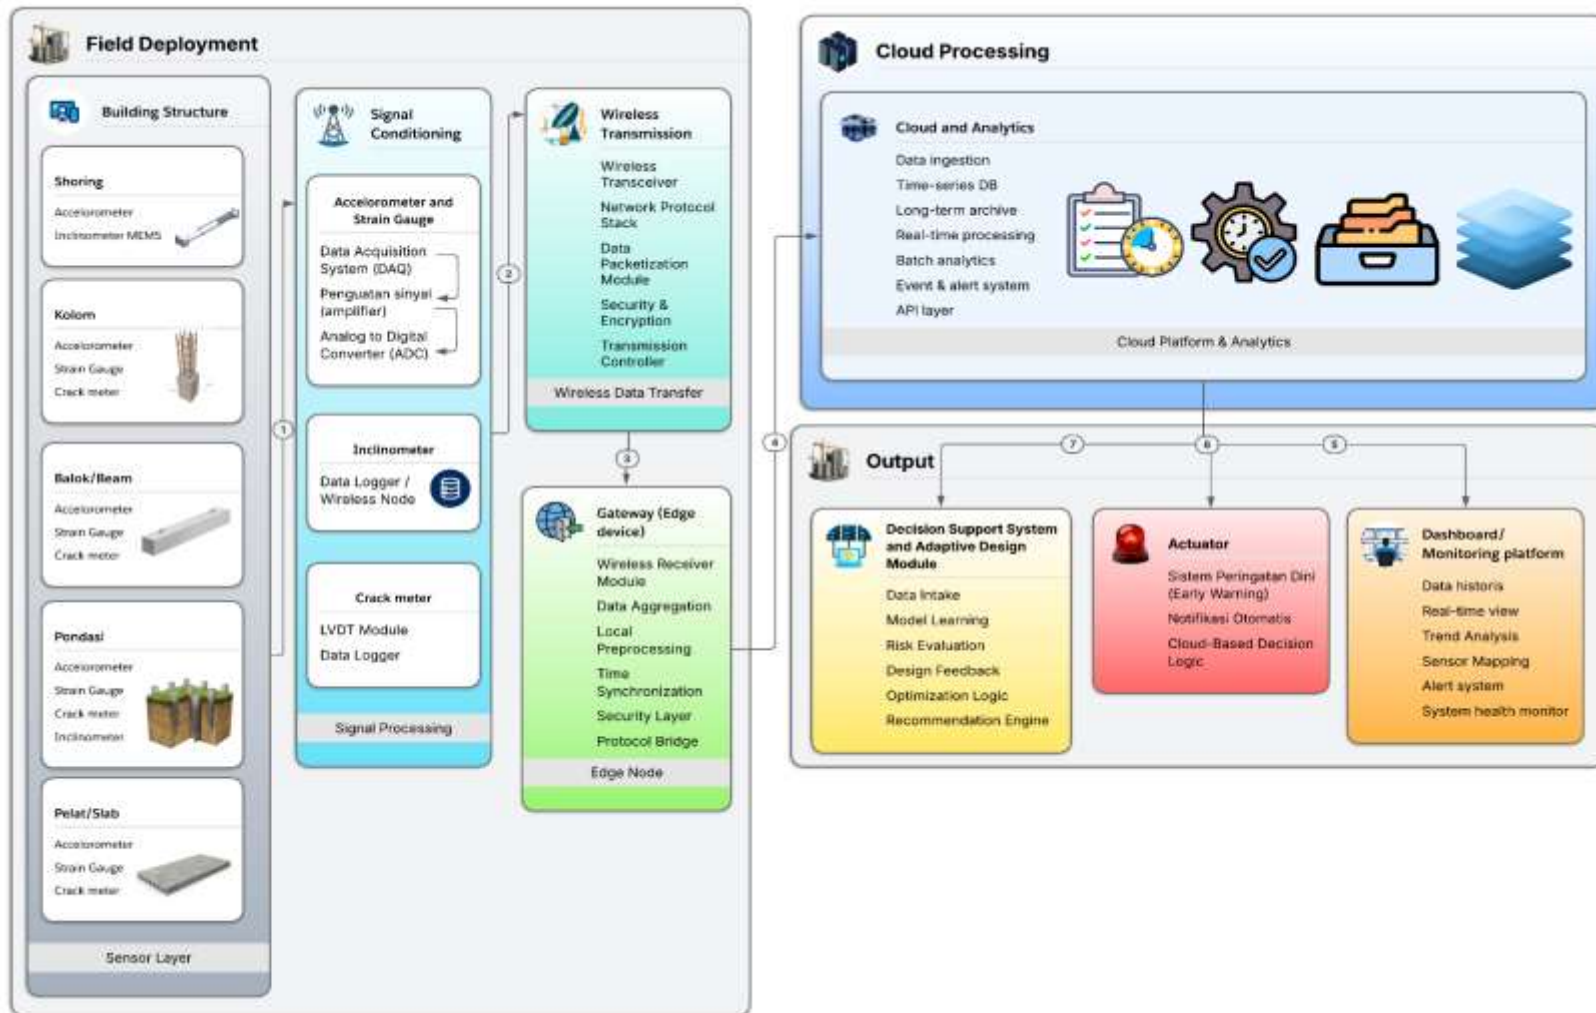 Field Deployment
Building Structure
Shoring
Accelorometer
Inclinometer MEMS
Kolom
Accelorometer
Strain Gauge
Crack meter
Balok/Beam
Accelorometer
Strain Gauge
Crack meter
Pondasi
Accelorometer
Strain Gauge
Crack meter
Inclinometer
Pelat/Slab
Accelorometer
Strain Gauge
Crack meter
Sensor Layer
1
Signal
Conditioning
Accelorometer and
Strain Gauge
Data Acquisition
System (DAQ)
Penguatan sinyal
(amplifier)
Analog to Digital
Converter (ADC)
Inclinometer
Data Logger /
Wireless Node
Crack meter
LVDT Module
Data Logger
Signal Processing
2
Wireless
Transmission
Wireless
Transceiver
Network Protocol
Stack
Data
Packetization
Module
Security &
Encryption
Transmission
Controller
Wireless Data Transfer
3
Gateway (Edge
device)
Wireless Receiver
Module
Data Aggregation
Local
Preprocessing
Time
Synchronization
Security Layer
Protocol Bridge
Edge Node
4
Cloud Processing
Cloud and Analytics
Data ingestion
Time-series DB
Long-term archive
Real-time processing
Batch analytics
Event & alert system
API layer
Cloud Platform & Analytics
7
6
5
Output
Decision Support System
and Adaptive Design
Module
Data Intake
Model Learning
Risk Evaluation
Design Feedback
Optimization Logic
Recommendation Engine
Actuator
Sistem Peringatan Dini
(Early Warning)
Notifikasi Otomatis
Cloud-Based Decision
Logic
Dashboard/
Monitoring platform
Data historis
Real-time view
Trend Analysis
Sensor Mapping
Alert system
System health monitor